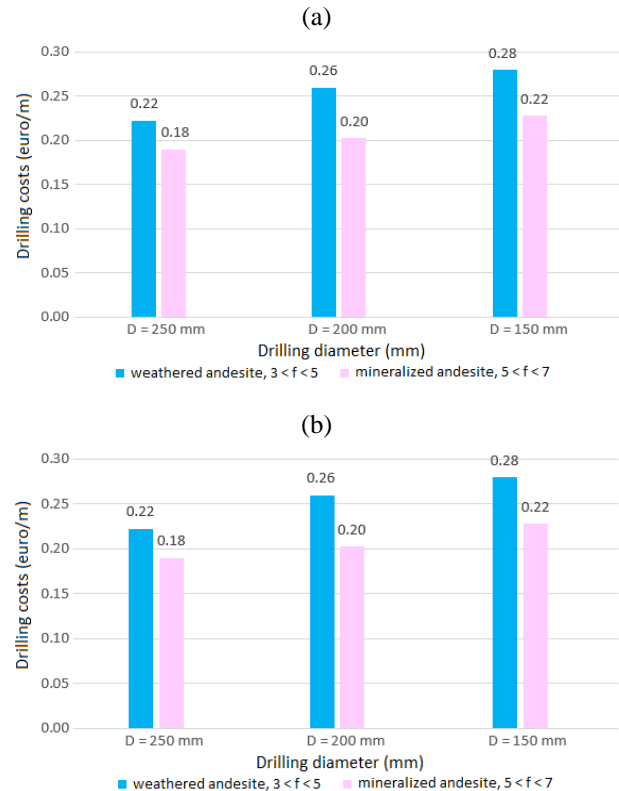 (a)
Drilling costs (euro/m)
0.30
0.25
0.20
0.15
0.10
0.05
0.00
0.22
0.18
0.26
0.20
0.28
0.22
D = 250 mm
D = 200 mm
D = 150 mm
Drilling diameter (mm)
weathered andesite, 3 < f < 5
mineralized andesite, 5 < f < 7
(b)
Drilling costs (euro/m)
0.30
0.25
0.20
0.15
0.10
0.05
0.00
0.22
0.18
0.26
0.20
0.28
0.22
D = 250 mm
D = 200 mm
D = 150 mm
Drilling diameter (mm)
weathered andesite, 3 < f < 5
mineralized andesite, 5 < f < 7